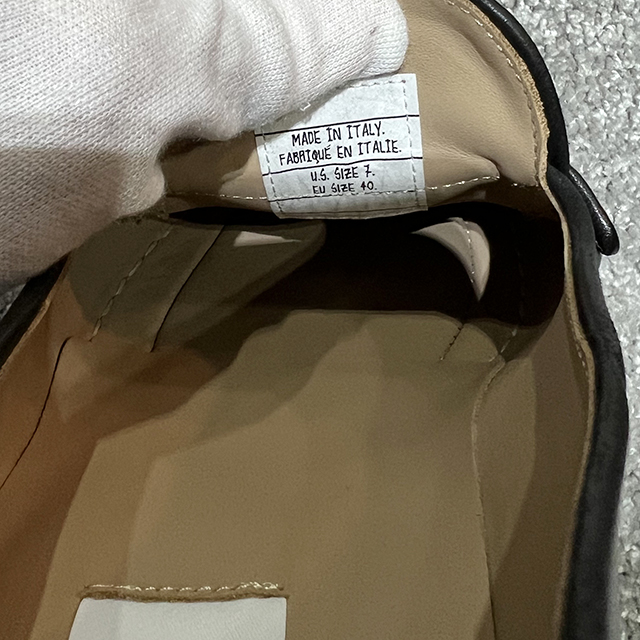 MADE IN ITALY.
FABRIQUÉ EN ITALIE.
U.S. SIZE 7.
EU SIZE 40.